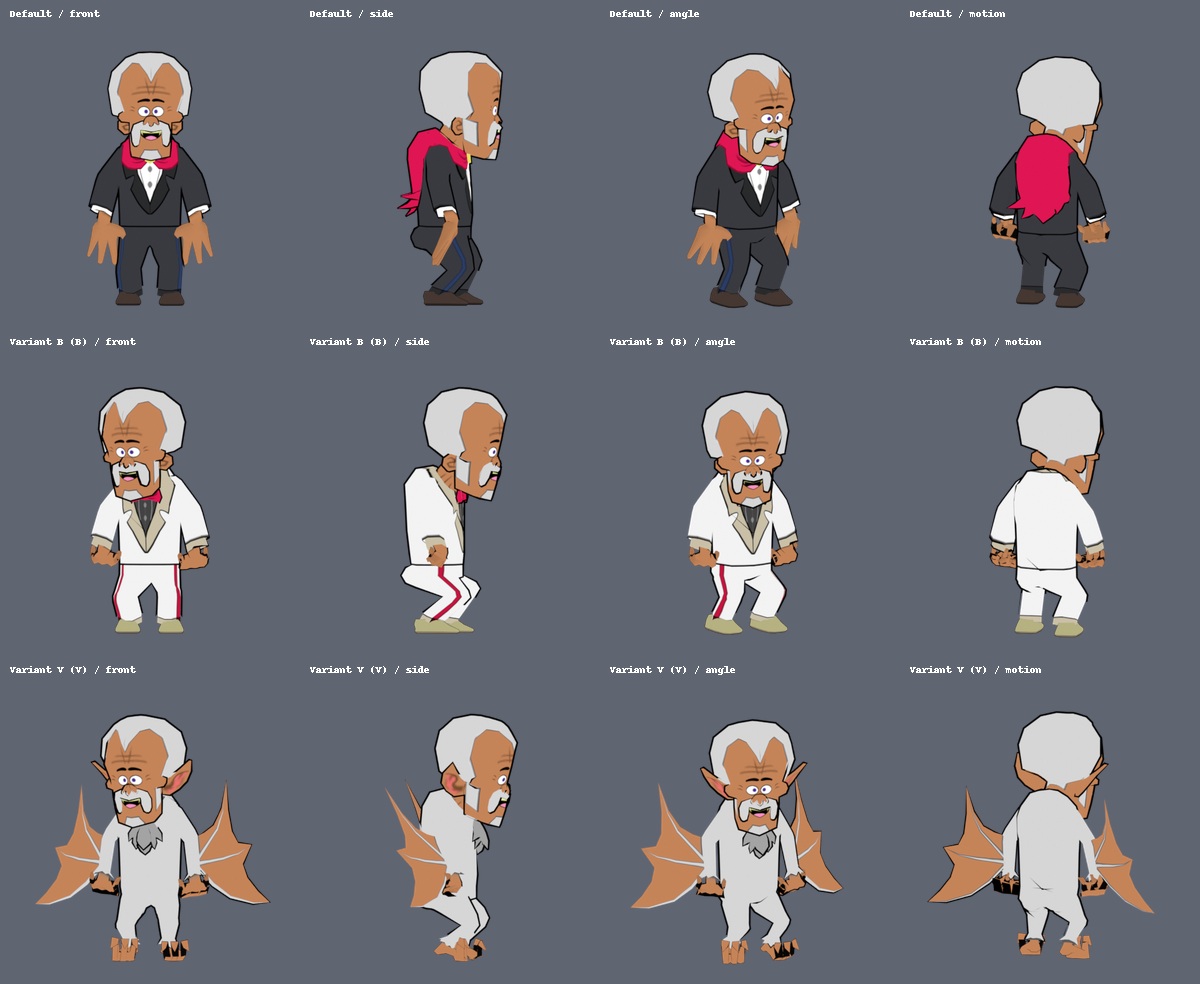 Default / front
Default / side
Default / angle
Default / motion
Variant B (B) / front
Variant B (B) / side
Variant B (B) / angle
Variant B (B) / motion
Variant V (V) / front
Variant V (V) / side
Variant V (V) / angle
Variant V (V) / motion